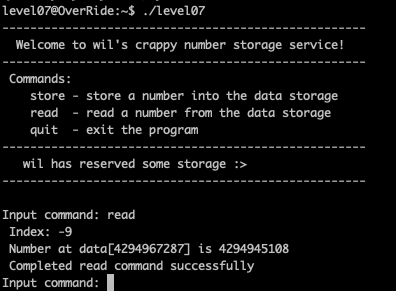 level07@OverRide:~$ ./level07
----------------------------------------------------
  Welcome to wil's crappy number storage service!
----------------------------------------------------
 Commands:
    store - store a number into the data storage
    read  - read a number from the data storage
    quit  - exit the program
----------------------------------------------------
   wil has reserved some storage :>
----------------------------------------------------

Input command: read
 Index: -9
 Number at data[4294967287] is 4294945108
 Completed read command successfully
Input command: